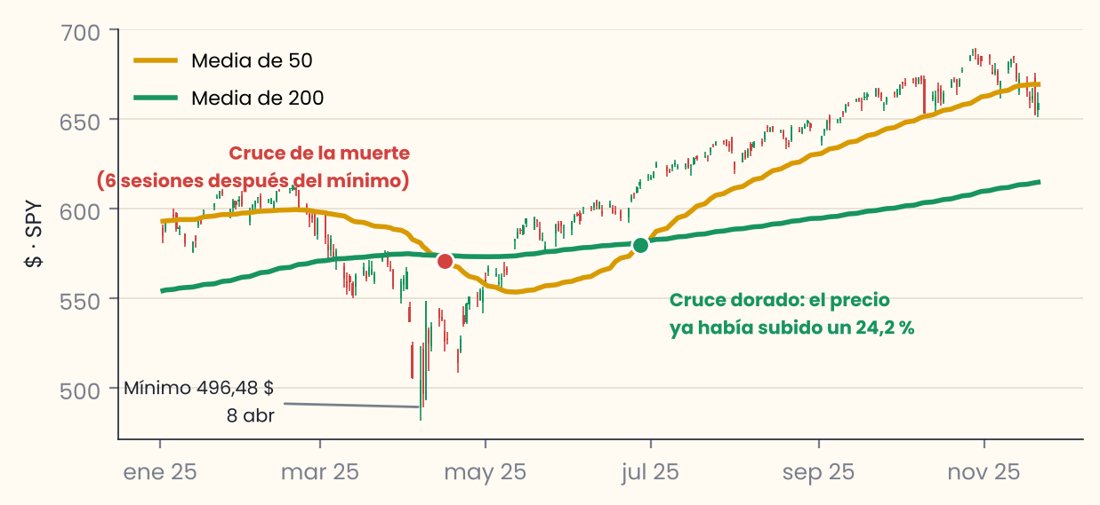 700
Media de 50
Media de 200
650
Cruce de la muerte
(6 sesiones después del mínimo)
600
$ · SPY
550
Cruce dorado: el precio
ya había subido un 24,2 %
500
Mínimo 496,48 $
8 abr
ene 25
mar 25
may 25
jul 25
sep 25
nov 25